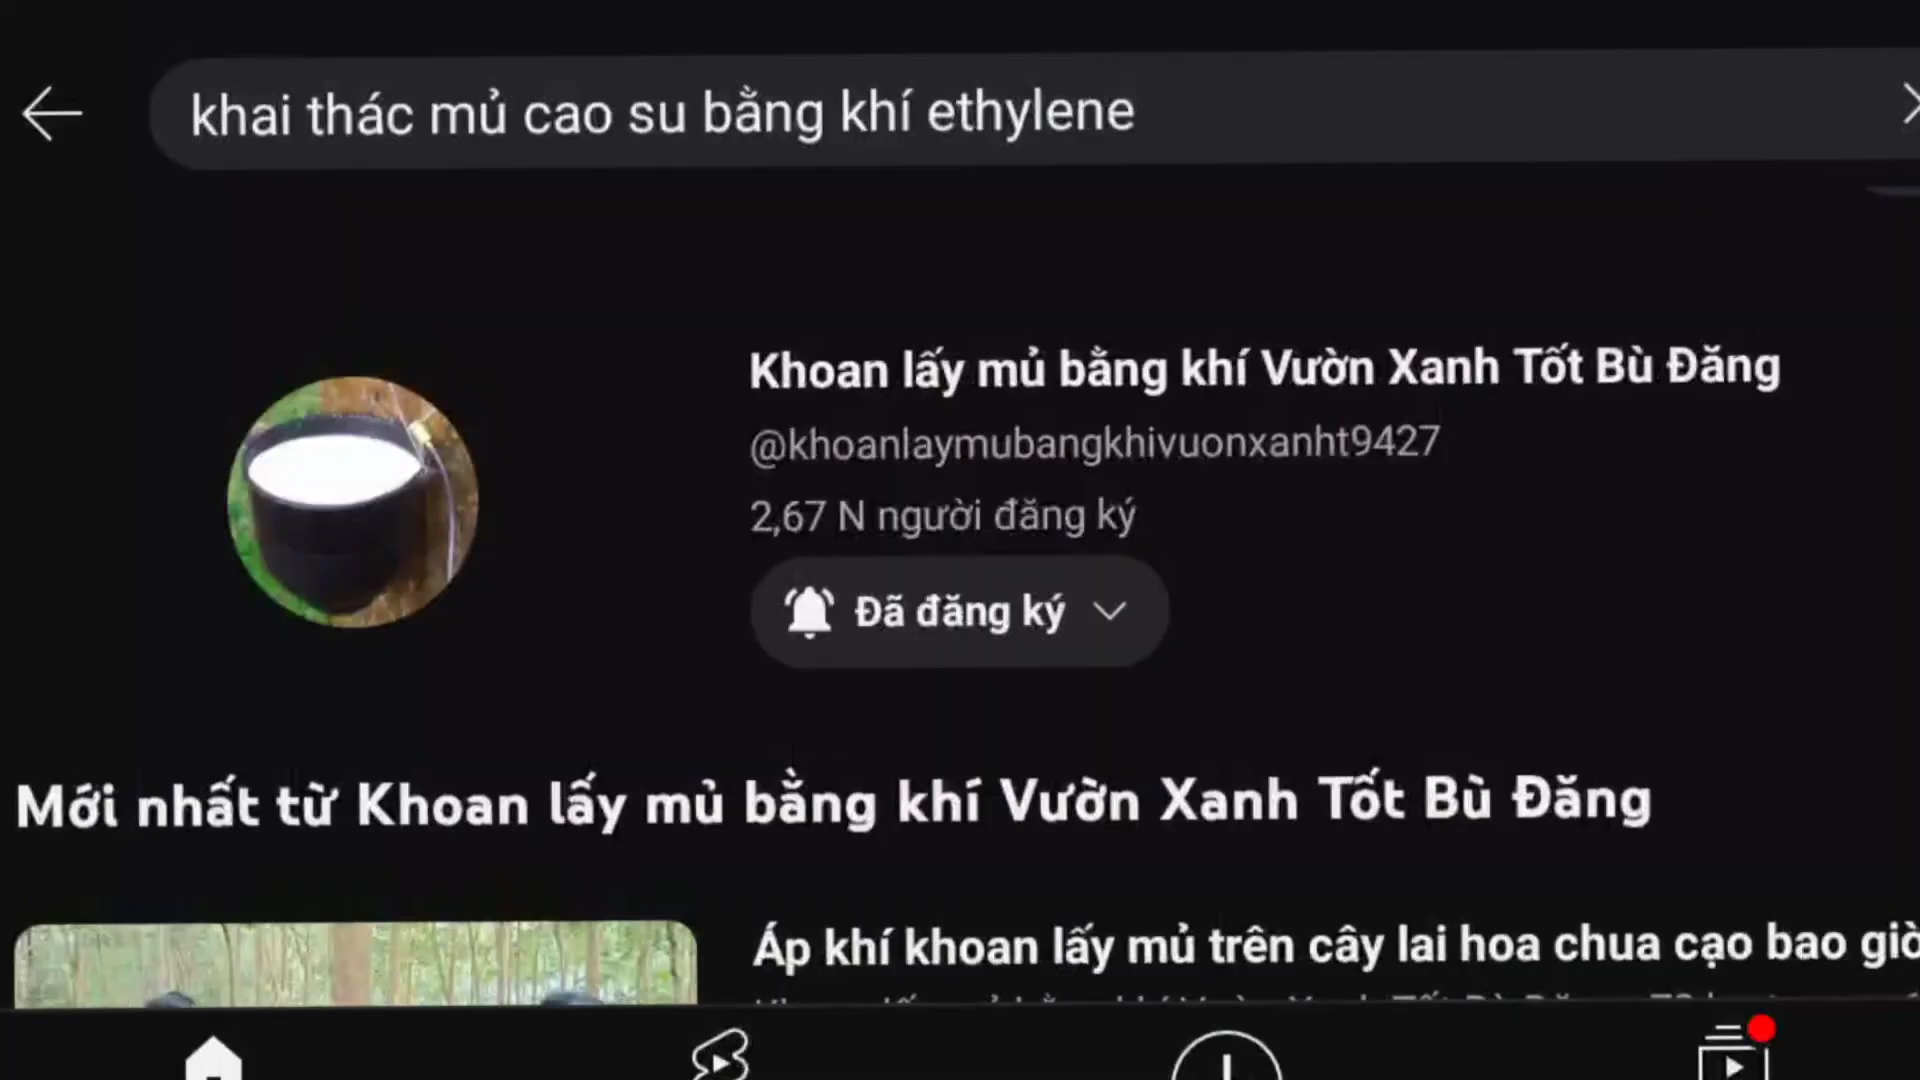 khai thác mủ cao su bằng khí ethylene
Khoan lấy mủ bằng khí Vườn Xanh Tốt Bù Đăng
@khoanlaymubangkhivuonxanht9427
2,67 N người đăng ký
Đã đăng ký
Mới nhất từ Khoan lấy mủ bằng khí Vườn Xanh Tốt Bù Đăng
Áp khí khoan lấy mủ trên cây lai hoa chưa cạo bao giờ